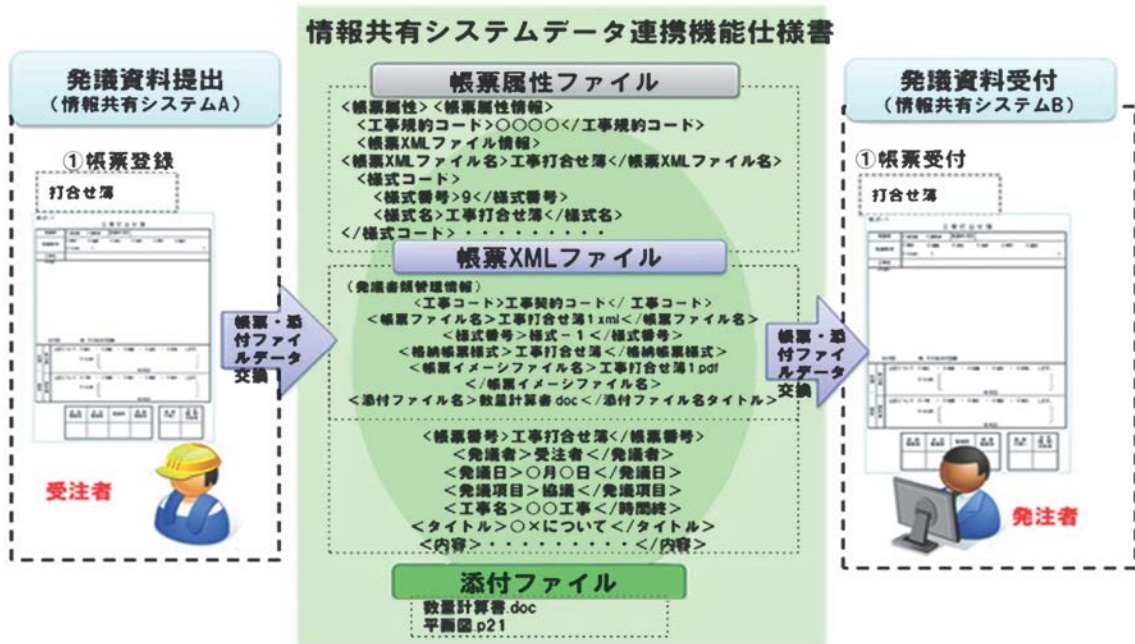 情報共有システムデータ連携機能仕様書
発議資料提出
(情報共有システムA)
①帳票登録
打合せ簿
受注者
帳票・添
付ファイ
ルデータ
交換
帳票属性ファイル
<帳票属性> <帳票属性情報>
<工事規約コード>○○○○</工事規約コード>
<帳票XMLファイル情報>
<帳票XMLファイル名>工事打合せ簿</帳票XMLファイル名>
<様式コード>
<様式番号>9</様式番号>
<様式名>工事打合せ簿</様式名>
</様式コード>・・・・・・・・・
帳票XMLファイル
(発議書類管理情報)
<工事コード>工事契約コード</工事コード>
<帳票ファイル名>工事打合せ簿1.xml</帳票ファイル名>
<様式番号>様式-1</様式番号>
<格納帳票様式>工事打合せ簿</格納帳票様式>
<帳票イメージファイル名>工事打合せ簿1.pdf
</帳票イメージファイル名>
<添付ファイル名>数量計算書.doc</添付ファイル名タイトル>
<帳票番号>工事打合せ簿</帳票番号>
<発議者>受注者</発議者>
<発議日>○月○日</発議日>
<発議項目>協議</発議項目>
<工事名>○○工事</時間終>
<タイトル>○×について</タイトル>
<内容>・・・・・・・・・・</内容>
添付ファイル
数量計算書.doc
平面図.p21
帳票・添
付ファイ
ルデータ
交換
発議資料受付
(情報共有システムB)
①帳票受付
打合せ簿
発注者